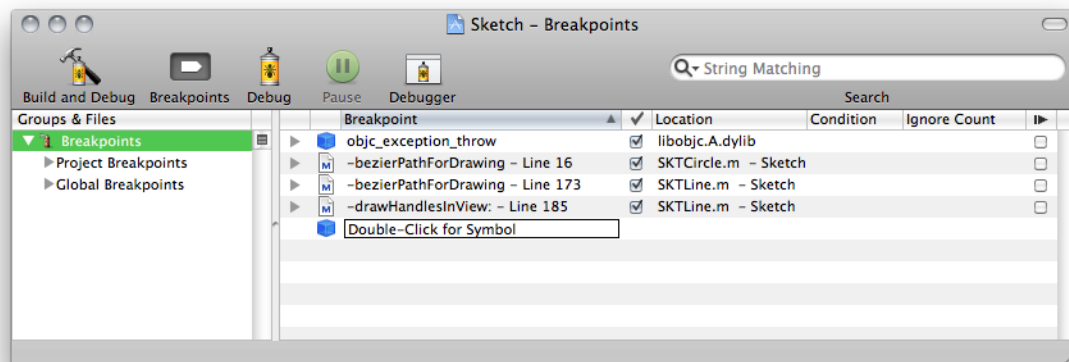 Sketch – Breakpoints
String Matching
Build and Debug Breakpoints Debug Pause Debugger Search
Groups & Files Breakpoint Location Condition Ignore Count
Breakpoints objc_exception_throw libobjc.A.dylib
Project Breakpoints -bezierPathForDrawing – Line 16 SKTCircle.m – Sketch
Global Breakpoints -bezierPathForDrawing – Line 173 SKTLine.m – Sketch
-drawHandlesInView: – Line 185 SKTLine.m – Sketch
Double-Click for Symbol